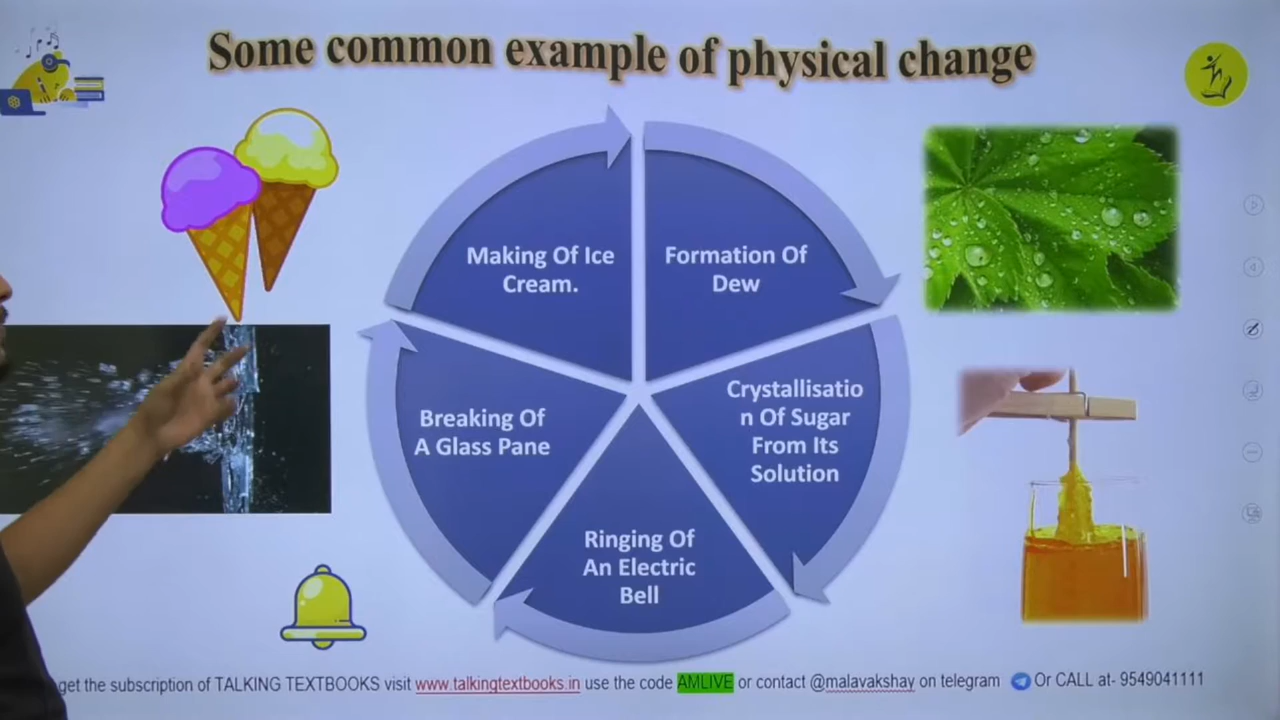 Some common example of physical change
Making Of Ice
Cream.
Formation Of
Dew
Crystallisatio
n Of Sugar
From Its
Solution
Ringing Of
An Electric
Bell
Breaking Of
A Glass Pane
get the subscription of TALKING TEXTBOOKS visit www.talkingtextbooks.in use the code AMLIVE or contact @malavakshay on telegram Or CALL at- 9549041111